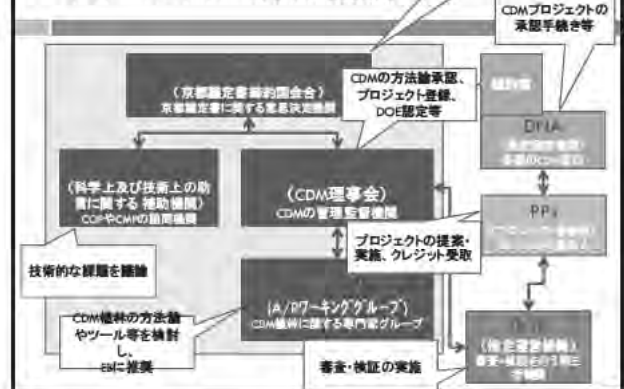 CDMプロジェクトの
承認手続き等
(京都議定書締約国会合)
京都議定書に関する意思決定機関
CDMの方法論承認、
プロジェクト登録、
DOE認定等
DNA
(科学上及び技術上の助
言に関する 補助機関)
COPやCMPの諮問機関
(CDM理事会)
CDMの管理監督機関
PPs
技術的な課題を議論
プロジェクトの提案・
実施、クレジット受取
(A/Rワーキンググループ)
CDM植林に関する専門家グループ
CDM植林の方法論
やツール等を検討
し、
EBに推奨
(指定運営組織)
審査・検証の実施